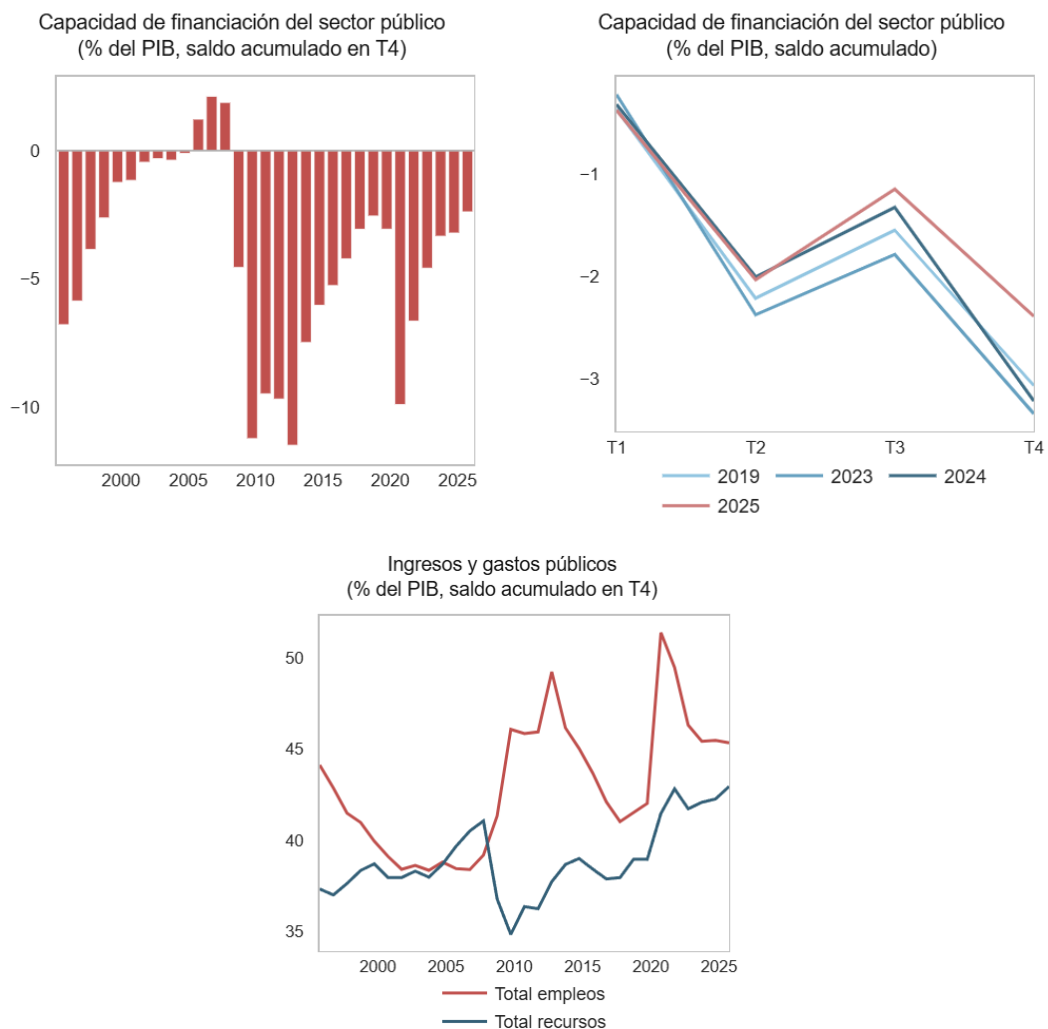 Capacidad de financiación del sector público
(% del PIB, saldo acumulado en T4)
0
−5
−10
2000 2005 2010 2015 2020 2025
Capacidad de financiación del sector público
(% del PIB, saldo acumulado)
−1
−2
−3
T1 T2 T3 T4
2019 2023 2024
2025
Ingresos y gastos públicos
(% del PIB, saldo acumulado en T4)
50
45
40
35
2000 2005 2010 2015 2020 2025
Total empleos
Total recursos